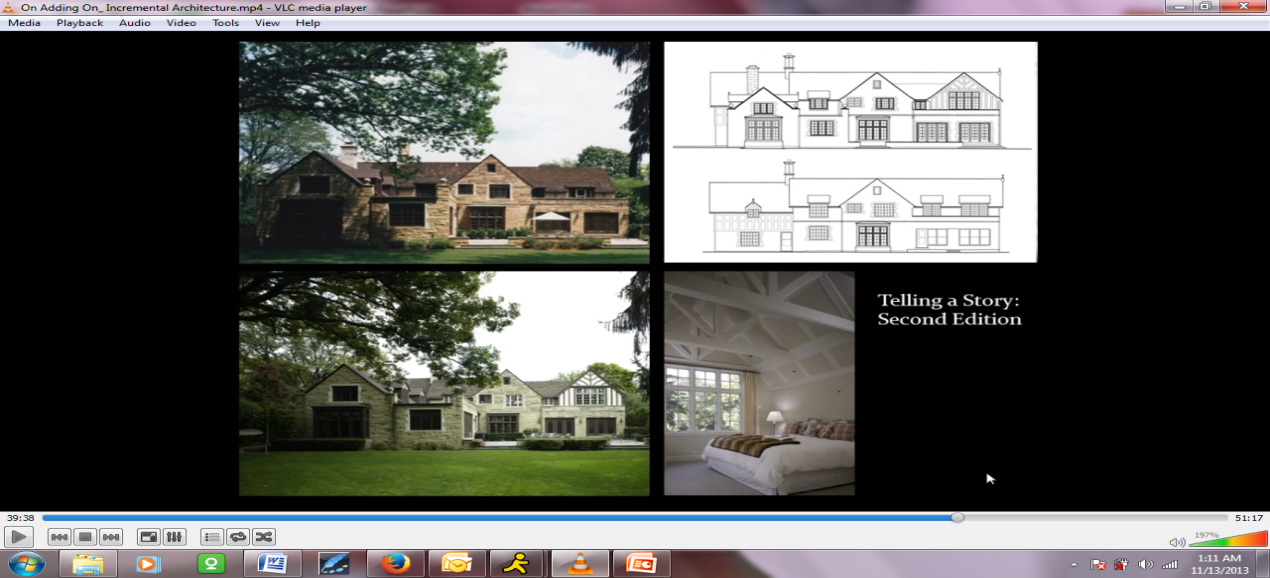 On Adding On_ Incremental Architecture.mp4 - VLC media player
Media Playback Audio Video Tools View Help
Telling a Story:
Second Edition
39:38
51:17
197%
1:11 AM
11/13/2013